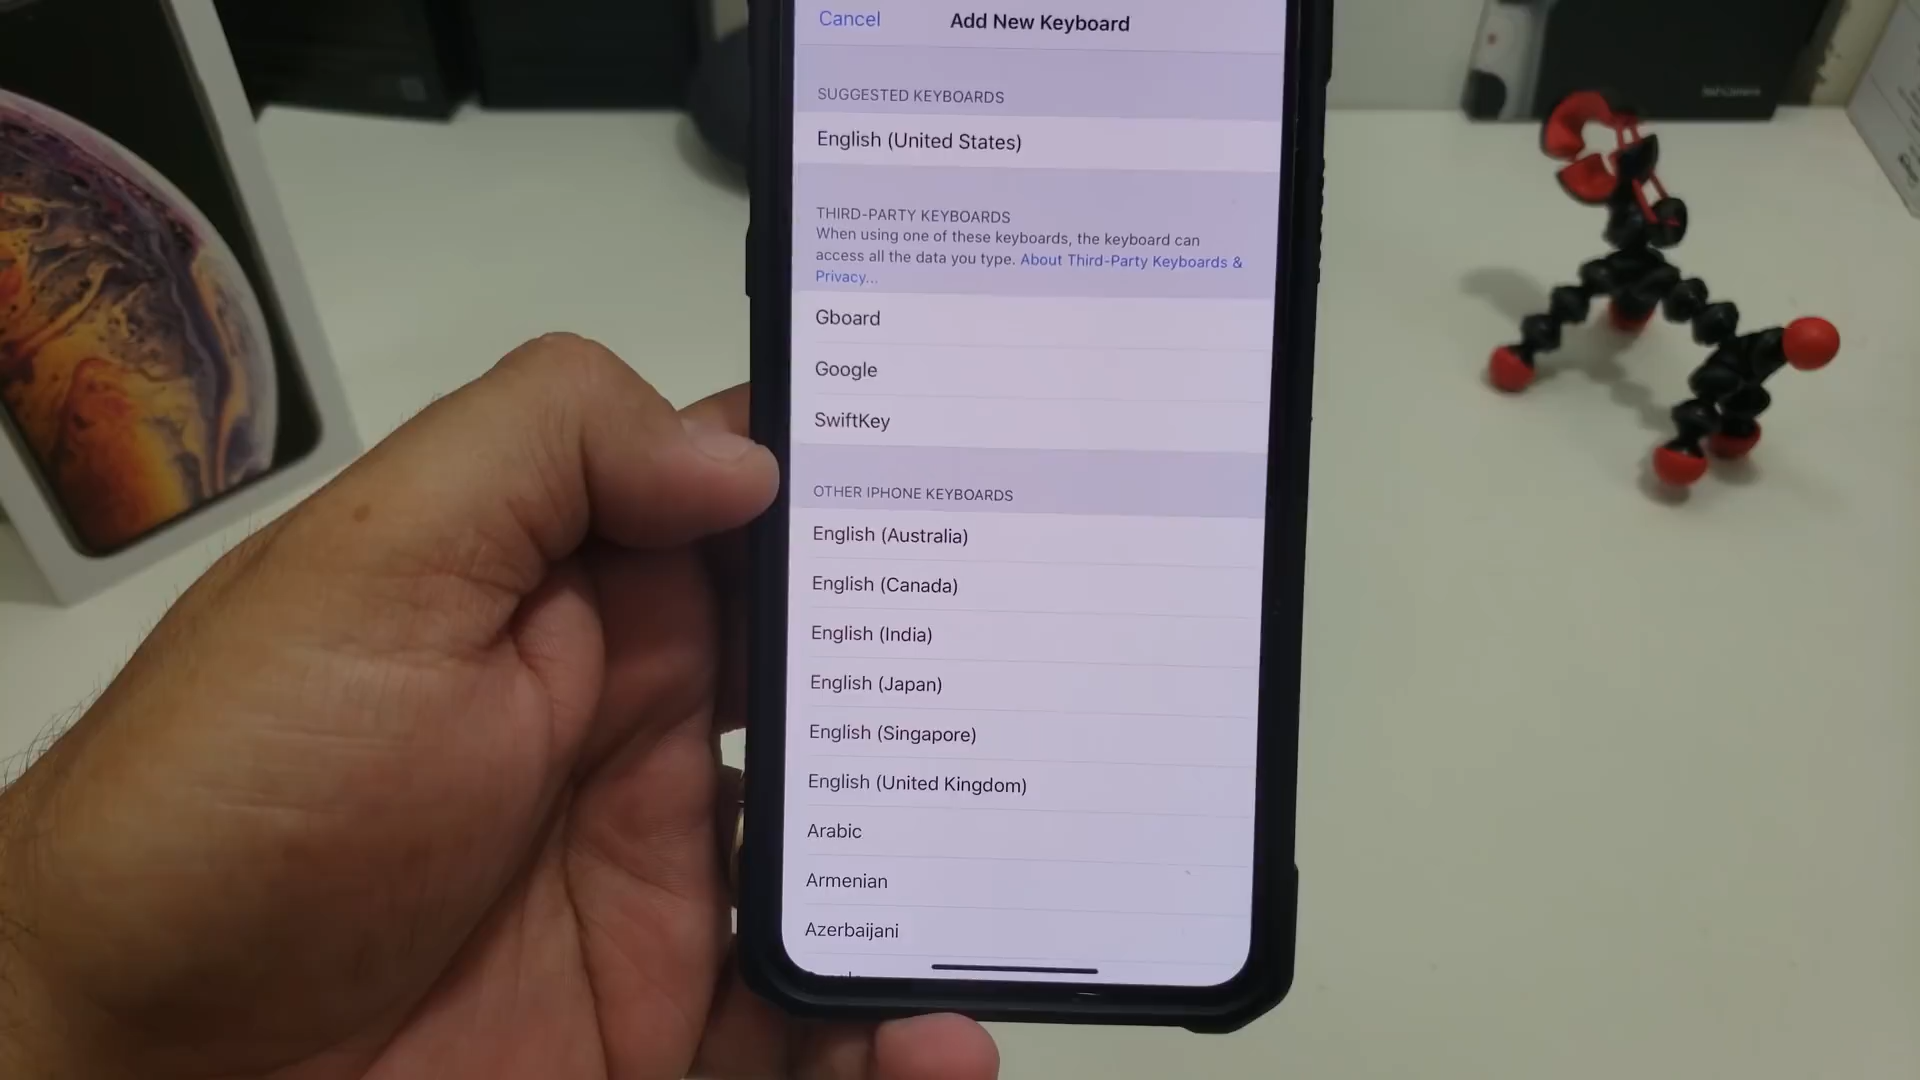 Cancel
Add New Keyboard
SUGGESTED KEYBOARDS
English (United States)
THIRD-PARTY KEYBOARDS
When using one of these keyboards, the keyboard can
access all the data you type. About Third-Party Keyboards &
Privacy...
Gboard
Google
SwiftKey
OTHER IPHONE KEYBOARDS
English (Australia)
English (Canada)
English (India)
English (Japan)
English (Singapore)
English (United Kingdom)
Arabic
Armenian
Azerbaijani